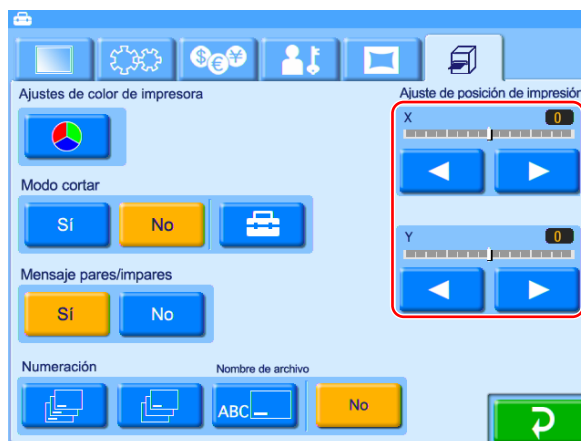 Ajustes de color de impresora
Ajuste de posición de impresión
X 0
Modo cortar
Sí No
Y 0
Mensaje pares/impares
Sí No
Numeración
Nombre de archivo
ABC
No